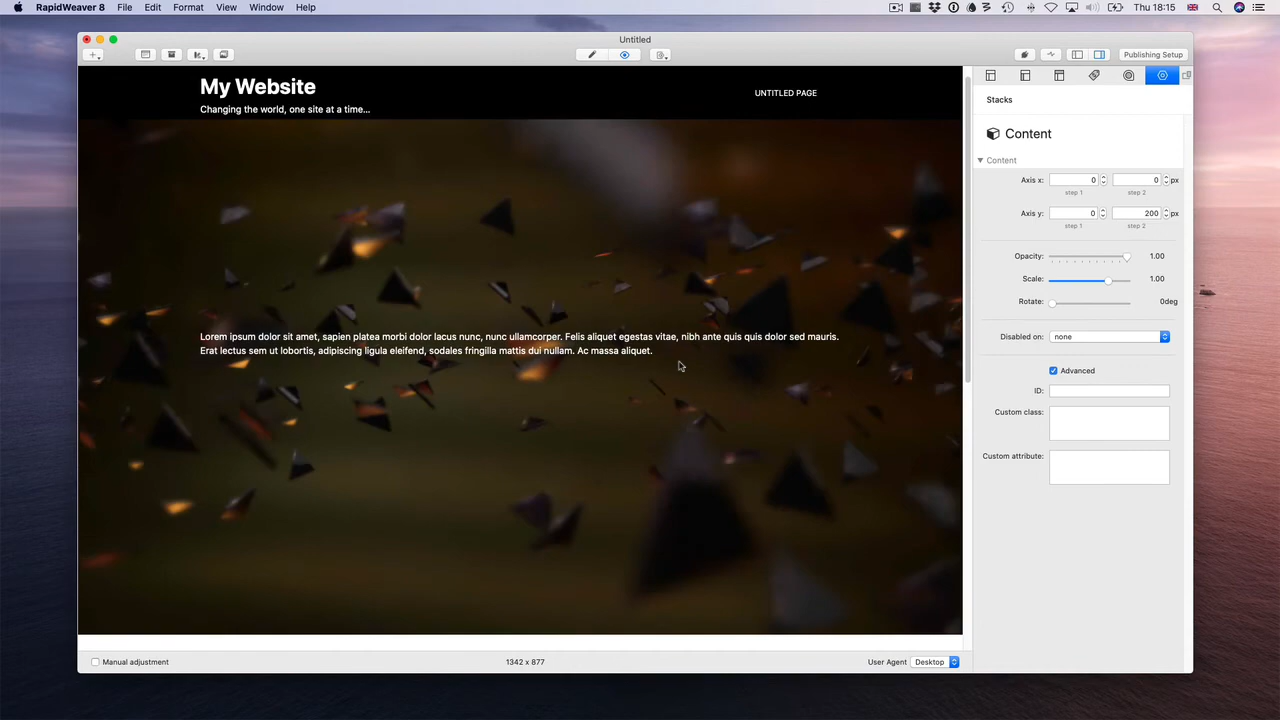 RapidWeaver 8 File Edit Format View Window Help Thu 18:15
Untitled
Publishing Setup
My Website
Changing the world, one site at a time...
UNTITLED PAGE
Lorem ipsum dolor sit amet, sapien platea morbi dolor lacus nunc, nunc ullamcorper. Felis aliquet egestas vitae, nibh ante quis quis dolor sed mauris.
Erat lectus sem ut lobortis, adipiscing ligula eleifend, sodales fringilla mattis dui nullam. Ac massa aliquet.
Stacks
Content
Content
Axis x: 0 0 px
step 1 step 2
Axis y: 0 200 px
step 1 step 2
Opacity: 1.00
Scale: 1.00
Rotate: 0deg
Disabled on: none
Advanced
ID:
Custom class:
Custom attribute:
Manual adjustment 1342 x 877 User Agent Desktop